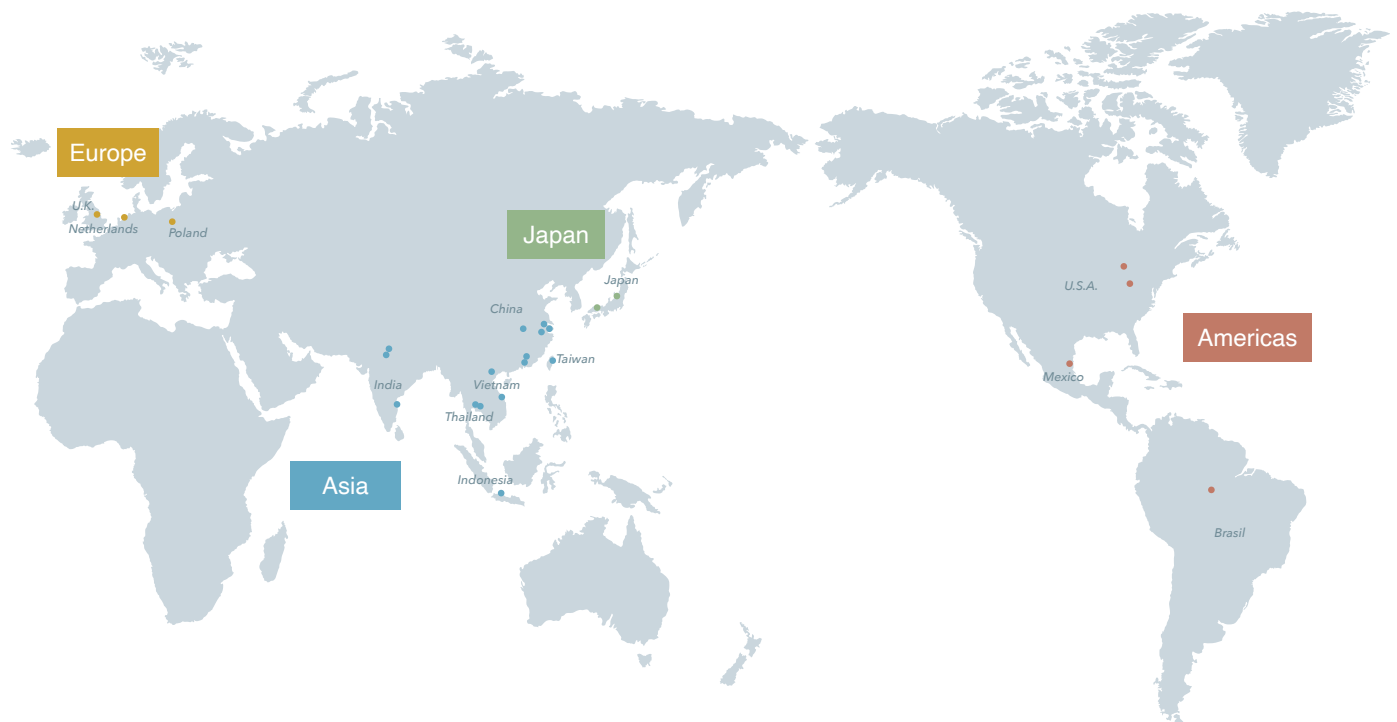 Europe
U.K.
Netherlands
Poland
Japan
Japan
China
Taiwan
India
Vietnam
Thailand
Asia
Indonesia
U.S.A.
Americas
Mexico
Brasil